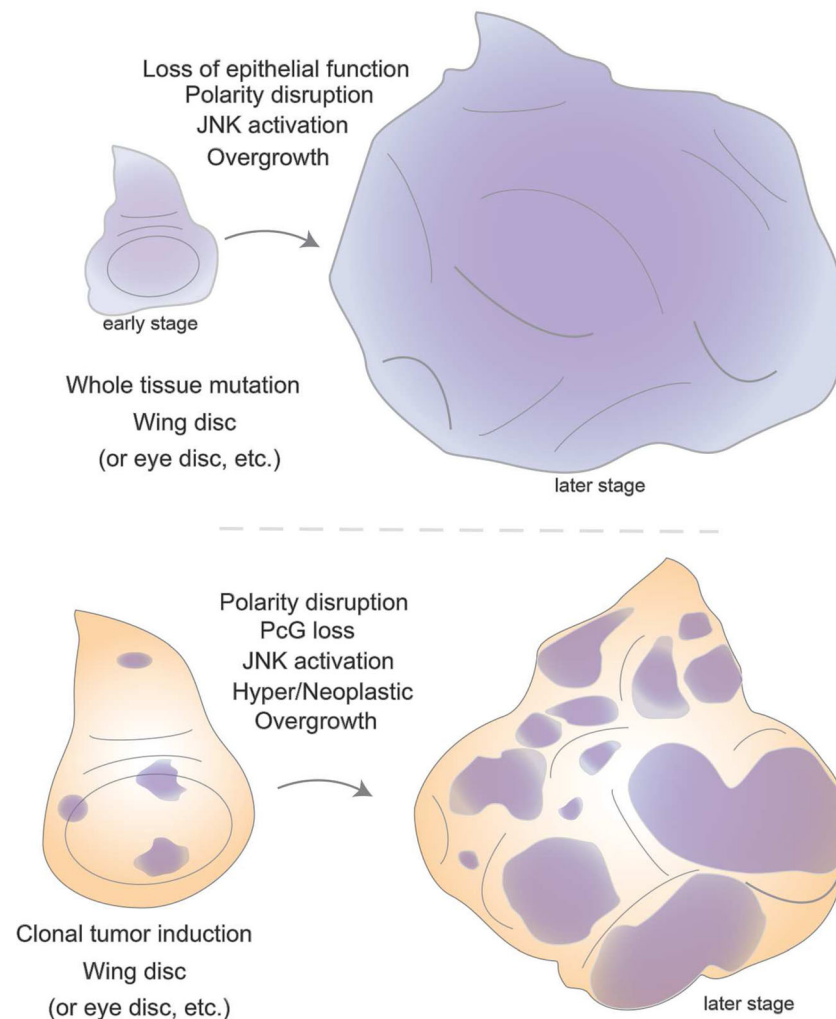 Loss of epithelial function
Polarity disruption
JNK activation
Overgrowth
early stage
Whole tissue mutation
Wing disc
(or eye disc, etc.)
later stage
Polarity disruption
PcG loss
JNK activation
Hyper/Neoplastic
Overgrowth
Clonal tumor induction
Wing disc
(or eye disc, etc.)
later stage